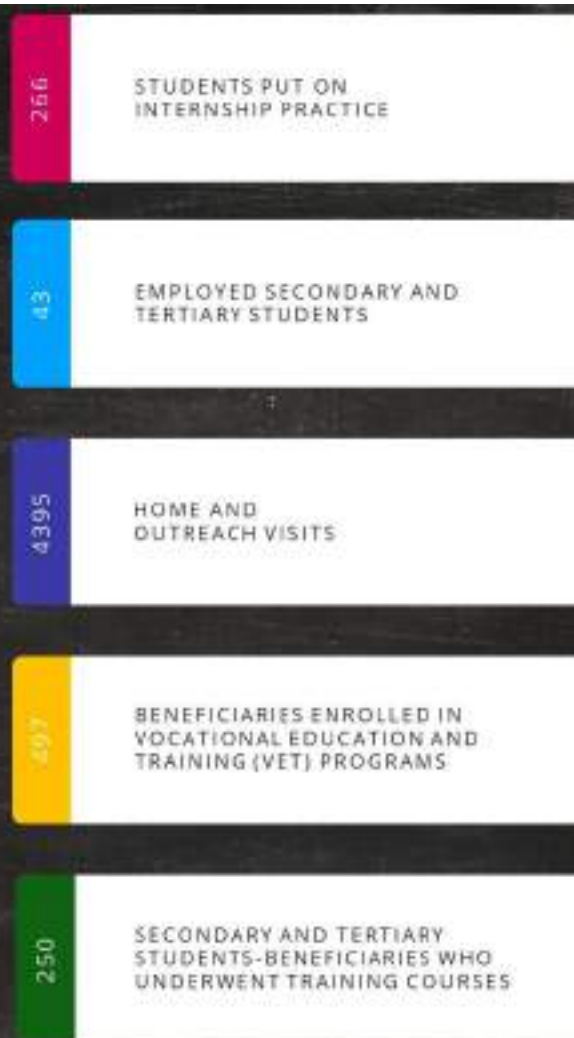 266
STUDENTS PUT ON
INTERNSHIP PRACTICE
43
EMPLOYED SECONDARY AND
TERTIARY STUDENTS
4395
HOME AND
OUTREACH VISITS
497
BENEFICIARIES ENROLLED IN
VOCATIONAL EDUCATION AND
TRAINING (VET) PROGRAMS
250
SECONDARY AND TERTIARY
STUDENTS-BENEFICIARIES WHO
UNDERWENT TRAINING COURSES